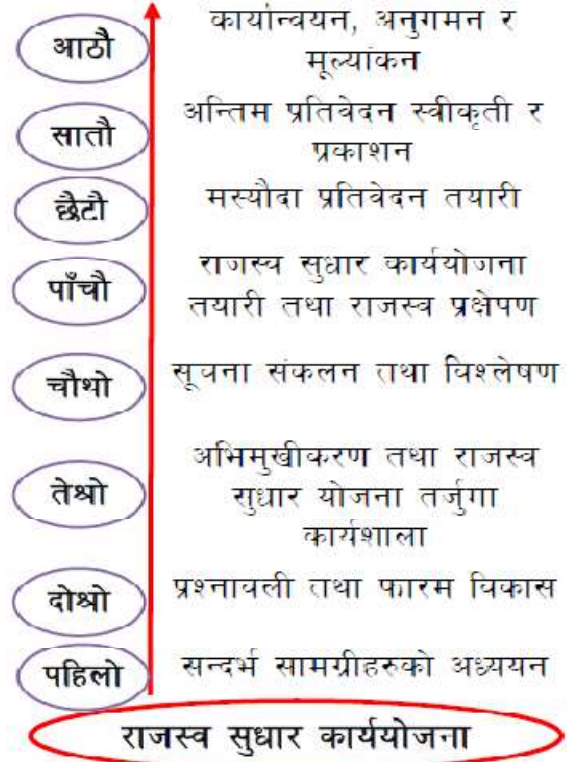 आठौ
कार्यान्वयन, अनुगमन र
मूल्यांकन
सातौ
अन्तिम प्रतिवेदन स्वीकृती र
प्रकाशन
छैटौ
मस्यौदा प्रतिवेदन तयारी
पाँचौ
राजस्व सुधार कार्ययोजना
तयारी तथा राजस्व प्रक्षेपण
चौथो
सूचना संकलन तथा विश्लेषण
तेश्रो
अभिमुखीकरण तथा राजस्व
सुधार योजना तर्जुमा
कार्यशाला
दोश्रो
प्रश्नावली तथा फारम विकास
पहिलो
सन्दर्भ सामग्रीहरुको अध्ययन
राजस्व सुधार कार्ययोजना